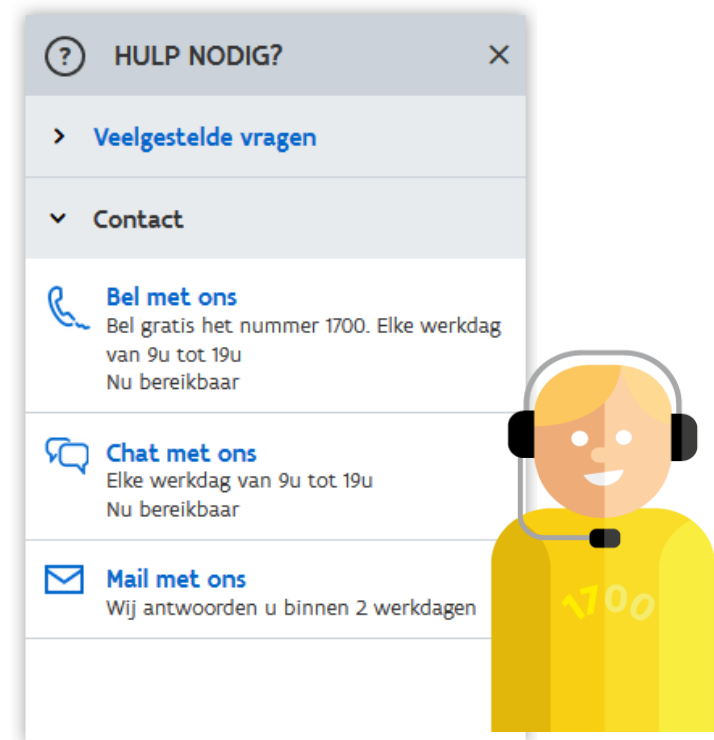 HULP NODIG?
Veelgestelde vragen
Contact
Bel met ons
Bel gratis het nummer 1700. Elke werkdag
van 9u tot 19u
Nu bereikbaar
Chat met ons
Elke werkdag van 9u tot 19u
Nu bereikbaar
Mail met ons
Wij antwoorden u binnen 2 werkdagen
1700